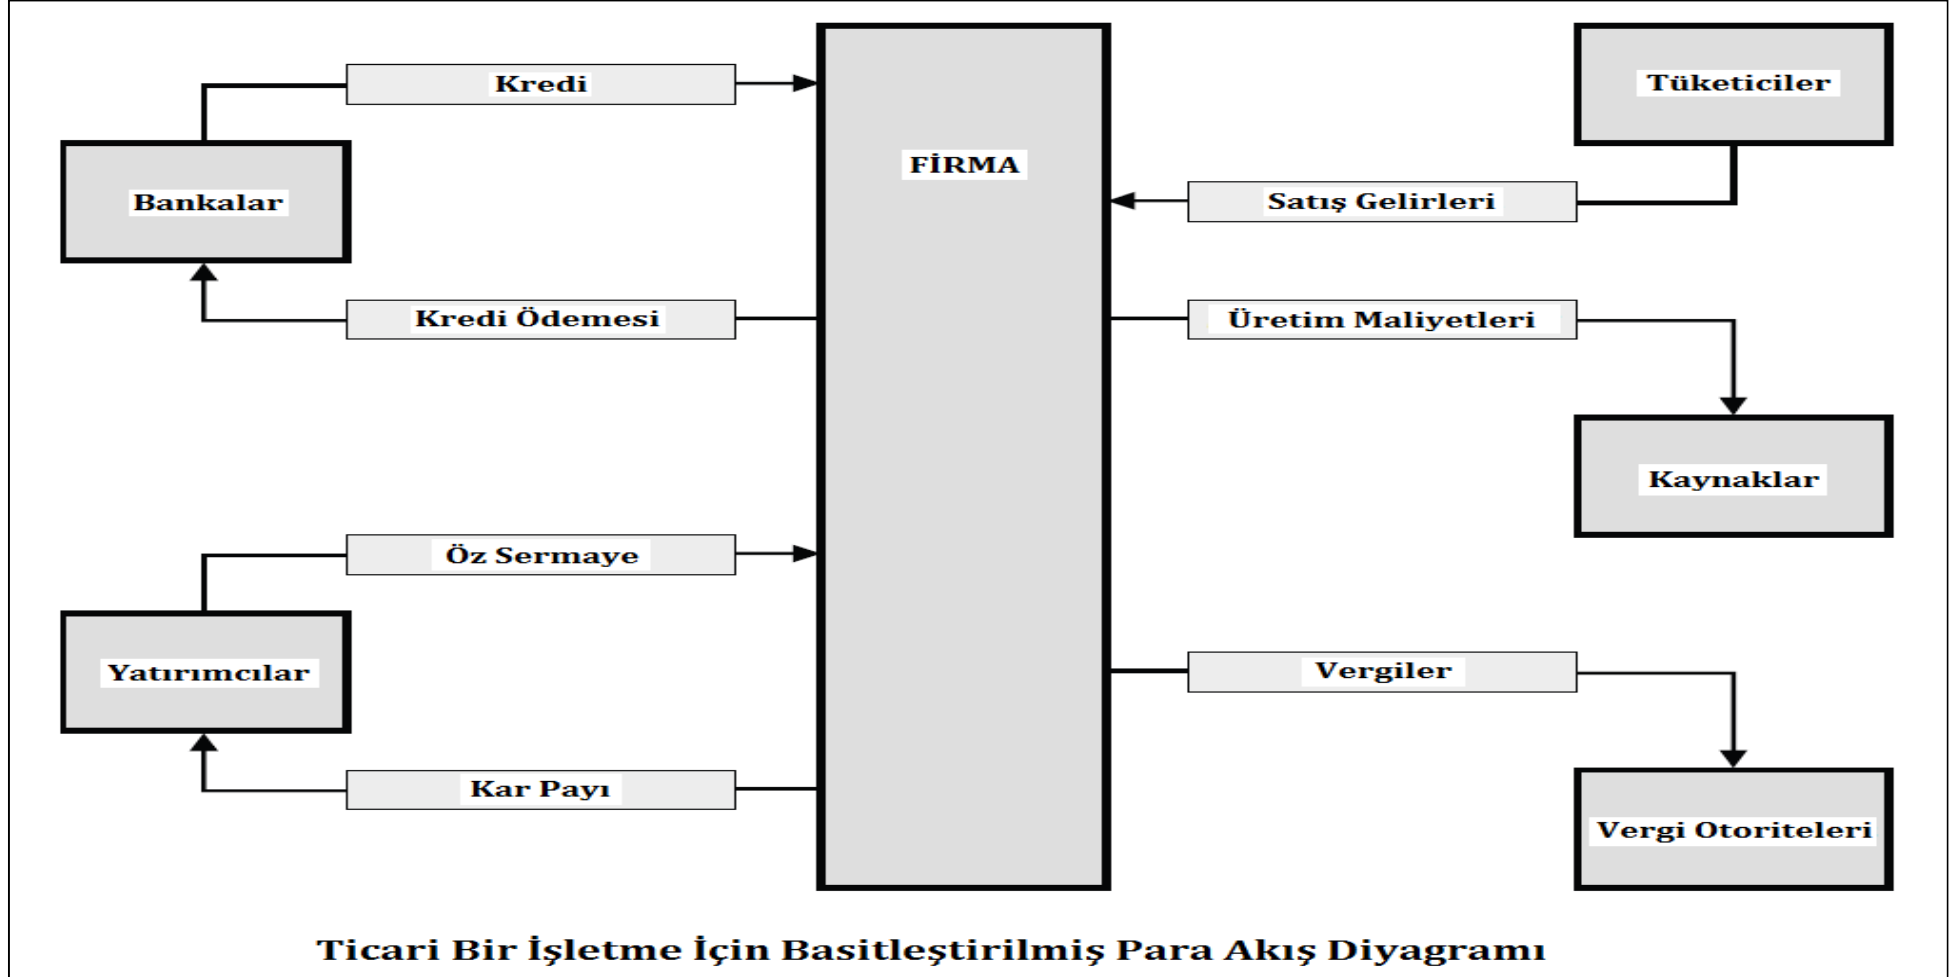 Kredi
Tüketiciler
FİRMA
Bankalar
Satış Gelirleri
Kredi Ödemesi
Üretim Maliyetleri
Kaynaklar
Öz Sermaye
Yatırımcılar
Vergiler
Kar Payı
Vergi Otoriteleri
Ticari Bir İşletme İçin Basitleştirilmiş Para Akış Diyagramı